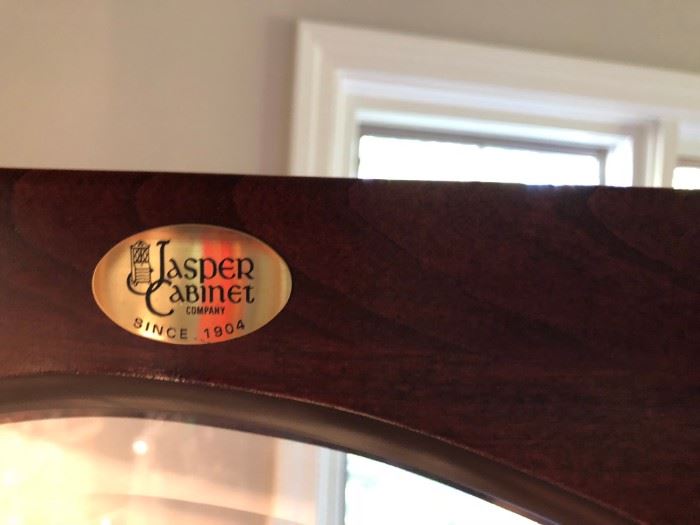 JASPER
CABINET
COMPANY
SINCE 1904